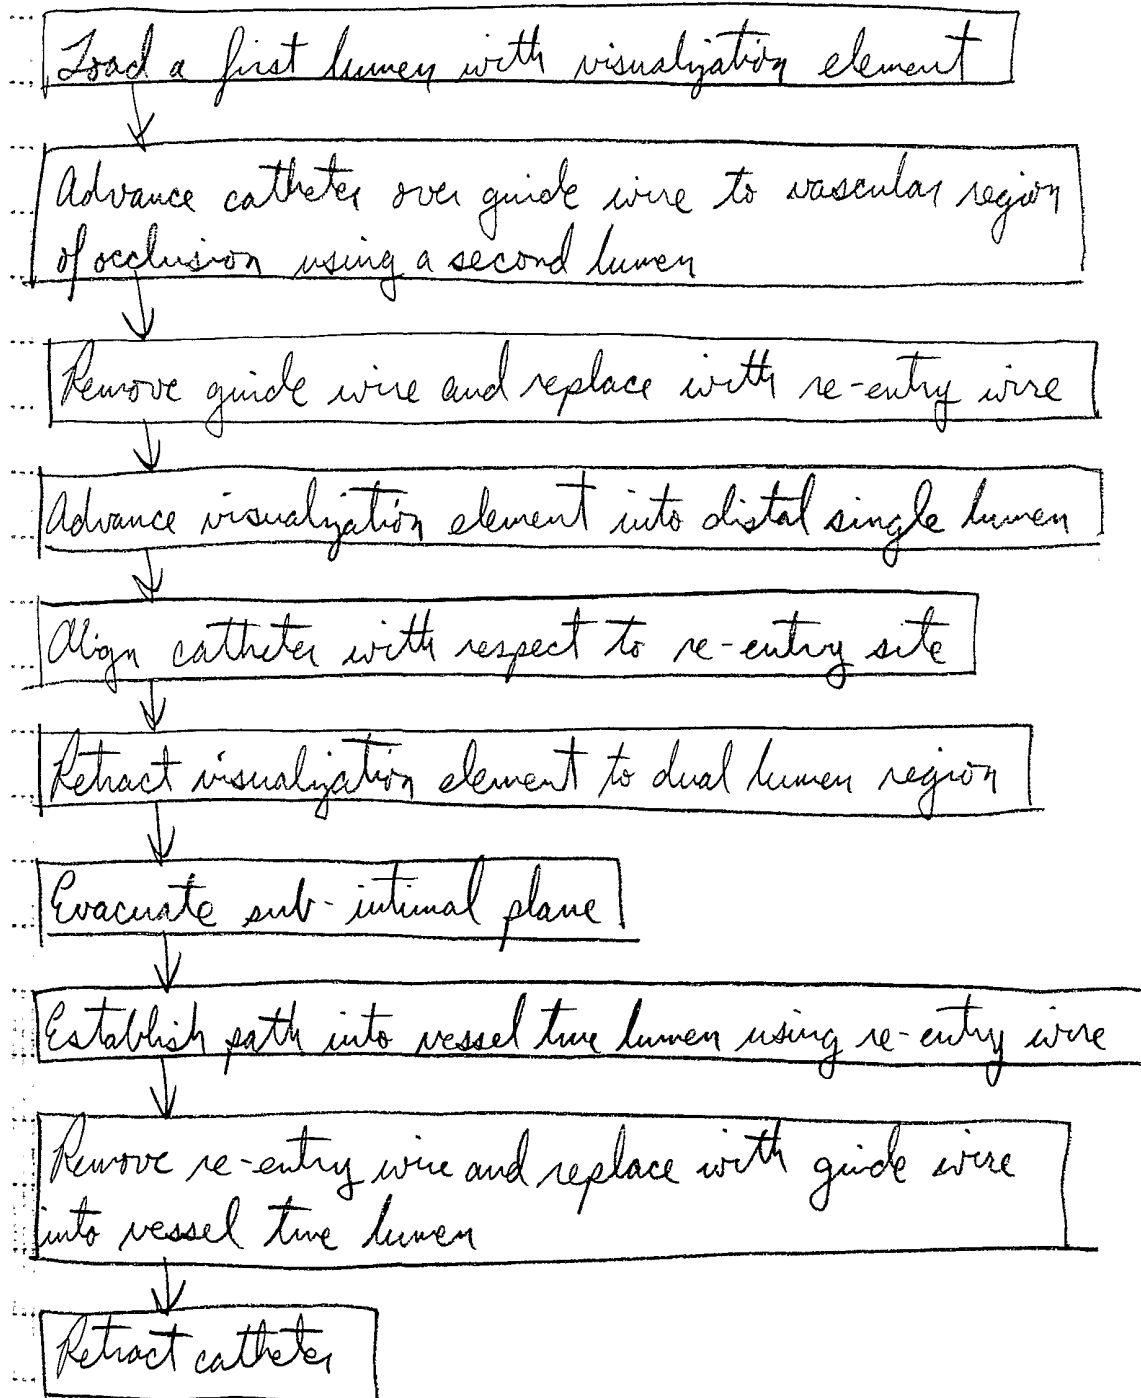 Load a first lumen with visualization element
Advance catheter over guide wire to vascular region
of occlusion using a second lumen
Remove guide wire and replace with re-entry wire
Advance visualization element into distal single lumen
Align catheter with respect to re-entry site
Retract visualization element to dual lumen region
Evacuate sub-intimal plane
Establish path into vessel true lumen using re-entry wire
Remove re-entry wire and replace with guide wire
into vessel true lumen
Retract catheter